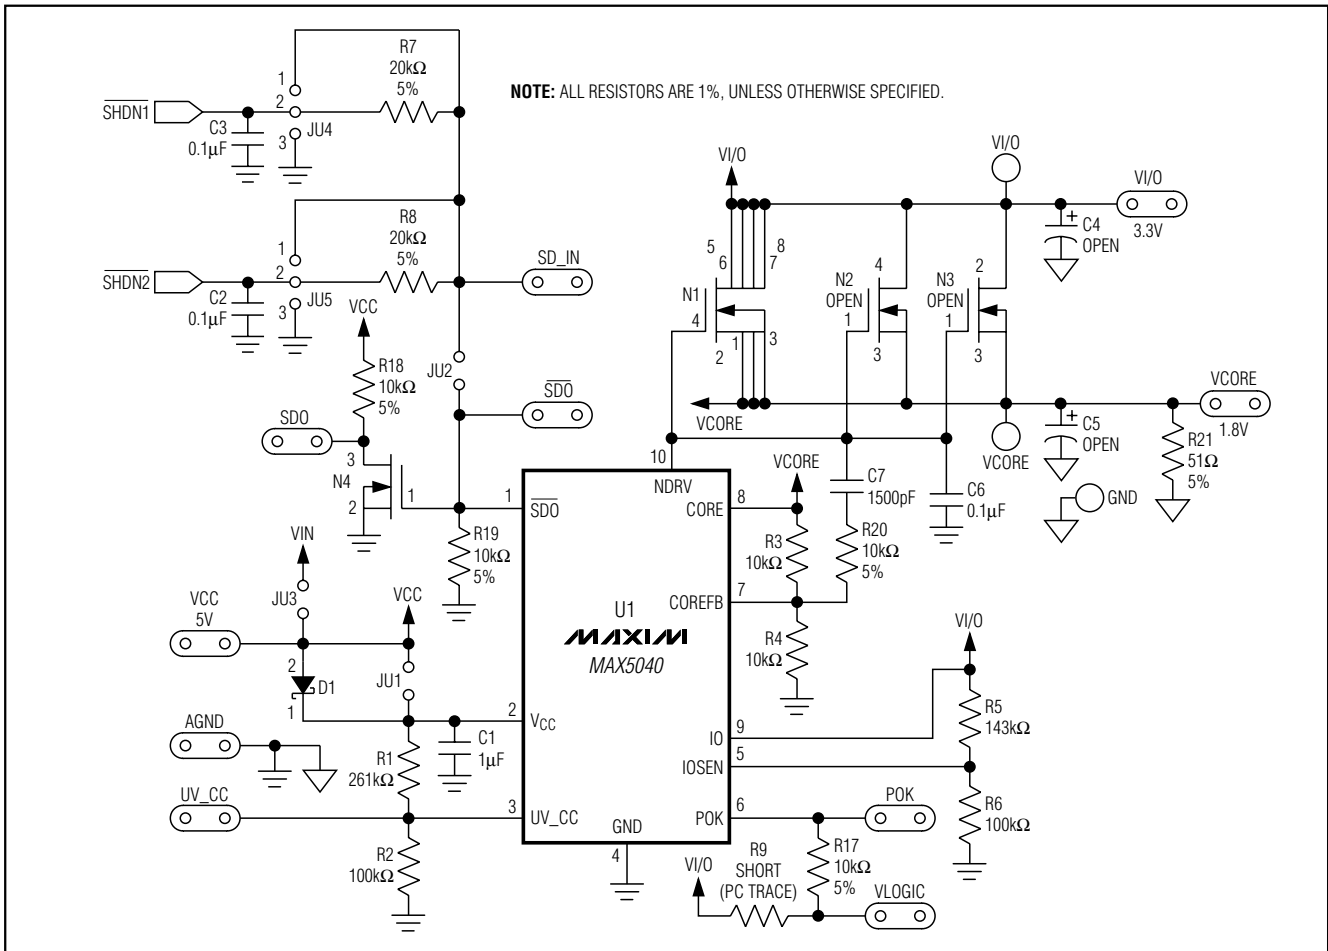 NOTE: ALL RESISTORS ARE 1%, UNLESS OTHERWISE SPECIFIED.
SHDN1
C3
0.1µF
1
2
3
JU4
R7
20kΩ
5%
SHDN2
C2
0.1µF
1
2
3
JU5
R8
20kΩ
5%
SD_IN
JU2
SDO
VCC
R18
10kΩ
5%
SDO
3
N4
2
1
R19
10kΩ
5%
VIN
JU3
VCC
5V
VCC
JU1
2
D1
1
AGND
C1
1µF
R1
261kΩ
UV_CC
R2
100kΩ
VI/O
5
6
8
7
N1
4
2
1
3
VCORE
N2
OPEN
4
1
3
N3
OPEN
2
1
3
VI/O
VI/O
3.3V
+
C4
OPEN
VCORE
1.8V
+
C5
OPEN
VCORE
R21
51Ω
5%
GND
10
NDRV
1
SDO
2
VCC
3
UV_CC
GND
4
U1
MAXIM
MAX5040
CORE
8
COREFB
7
IO
9
IOSEN
5
POK
6
VCORE
R3
10kΩ
R4
10kΩ
C7
1500pF
R20
10kΩ
5%
C6
0.1µF
VI/O
R5
143kΩ
R6
100kΩ
POK
R17
10kΩ
5%
VI/O
R9
SHORT
(PC TRACE)
VLOGIC